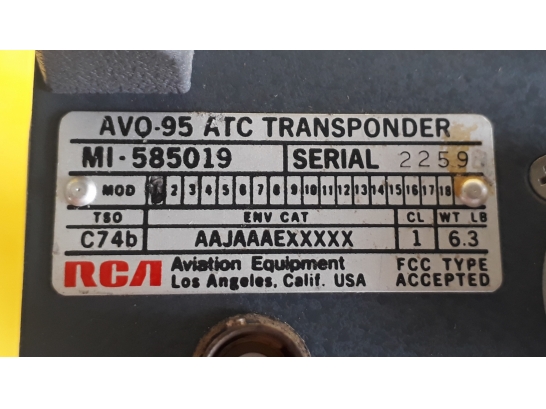 AVQ-95 ATC TRANSPONDER
MI-585019 SERIAL 2259
MOD 1 2 3 4 5 6 7 8 9 10 11 12 13 14 15 16 17 18
TSO ENV CAT CL WT LB
C74b AAJAAAEXXXXX 1 6.3
RCA Aviation Equipment FCC TYPE
Los Angeles, Calif. USA ACCEPTED